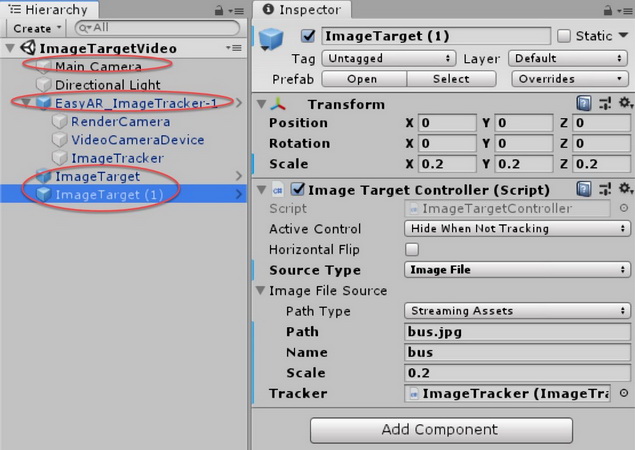 Hierarchy
Create
All
ImageTargetVideo
Main Camera
Directional Light
EasyAR_ImageTracker-1
RenderCamera
VideoCameraDevice
ImageTracker
ImageTarget
ImageTarget (1)
Inspector
ImageTarget (1)
Static
Tag Untagged Layer Default
Prefab Open Select Overrides
Transform
Position X 0 Y 0 Z 0
Rotation X 0 Y 0 Z 0
Scale X 0.2 Y 0.2 Z 0.2
Image Target Controller (Script)
Script ImageTargetController
Active Control Hide When Not Tracking
Horizontal Flip
Source Type Image File
Image File Source
Path Type Streaming Assets
Path bus.jpg
Name bus
Scale 0.2
Tracker ImageTracker (ImageTra
Add Component